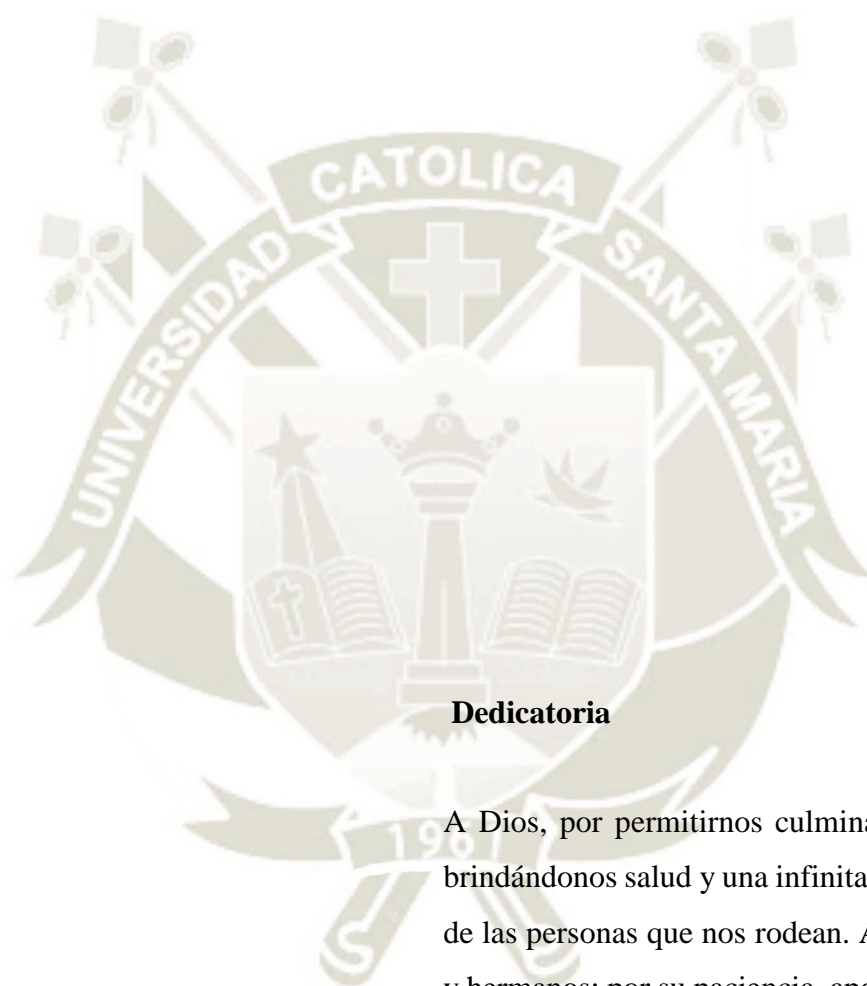 UNIVERSIDAD CATOLICA SANTA MARIA
Dedicatoria
A Dios, por permitirnos culmina
1961
brindándonos salud y una infinita
de las personas que nos rodean. A